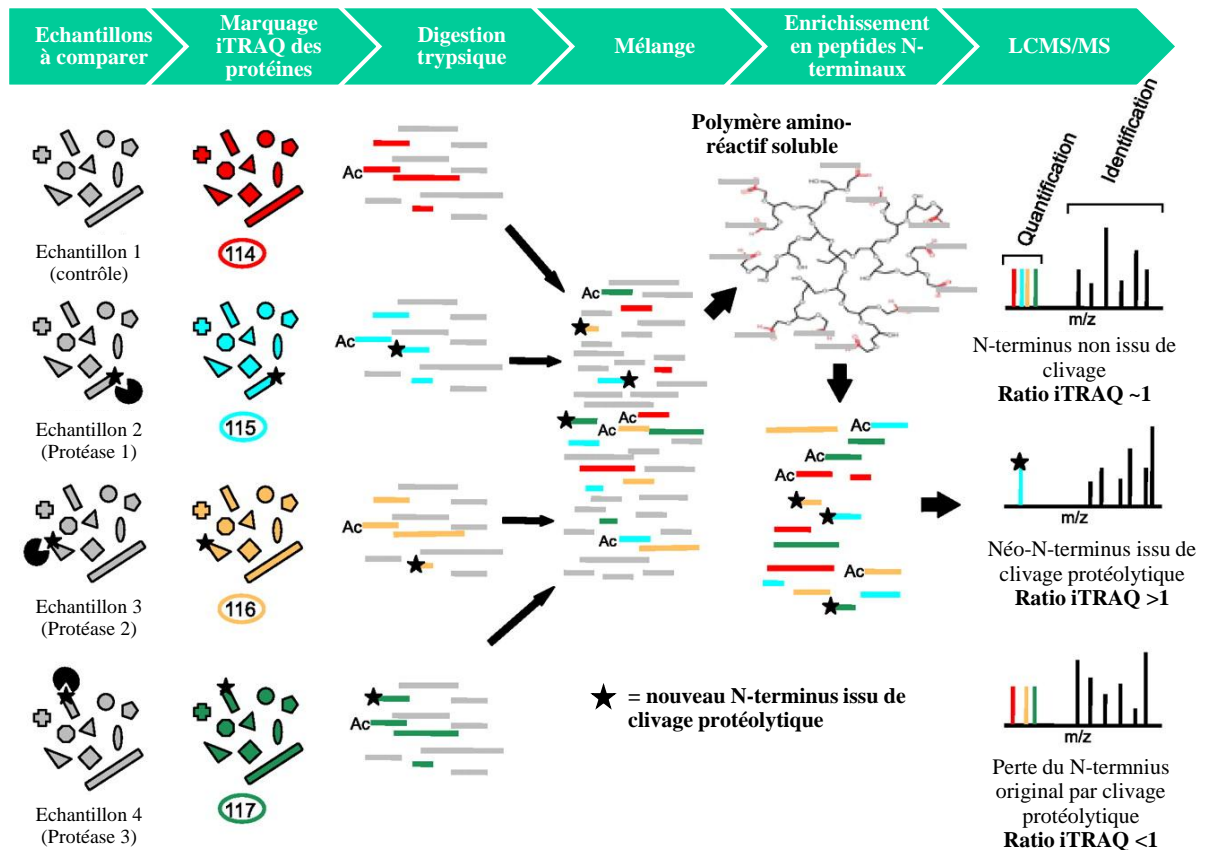 Echantillons
à comparer
Marquage
iTRAQ des
protéines
Digestion
trypsique
Mélange
Enrichissement
en peptides N-
terminaux
LCMS/MS
Echantillon 1
(contrôle)
114
Ac
Echantillon 2
(Protéase 1)
115
Ac
Echantillon 3
(Protéase 2)
116
Ac
Echantillon 4
(Protéase 3)
117
Ac
Ac
Ac
Ac
Ac
Polymère amino-
réactif soluble
Ac
Ac
Ac
Ac
= nouveau N-terminus issu de
clivage protéolytique
Quantification
Identification
m/z
N-terminus non issu de
clivage
Ratio iTRAQ ~1
m/z
Néo-N-terminus issu de
clivage protéolytique
Ratio iTRAQ >1
m/z
Perte du N-termnius
original par clivage
protéolytique
Ratio iTRAQ <1